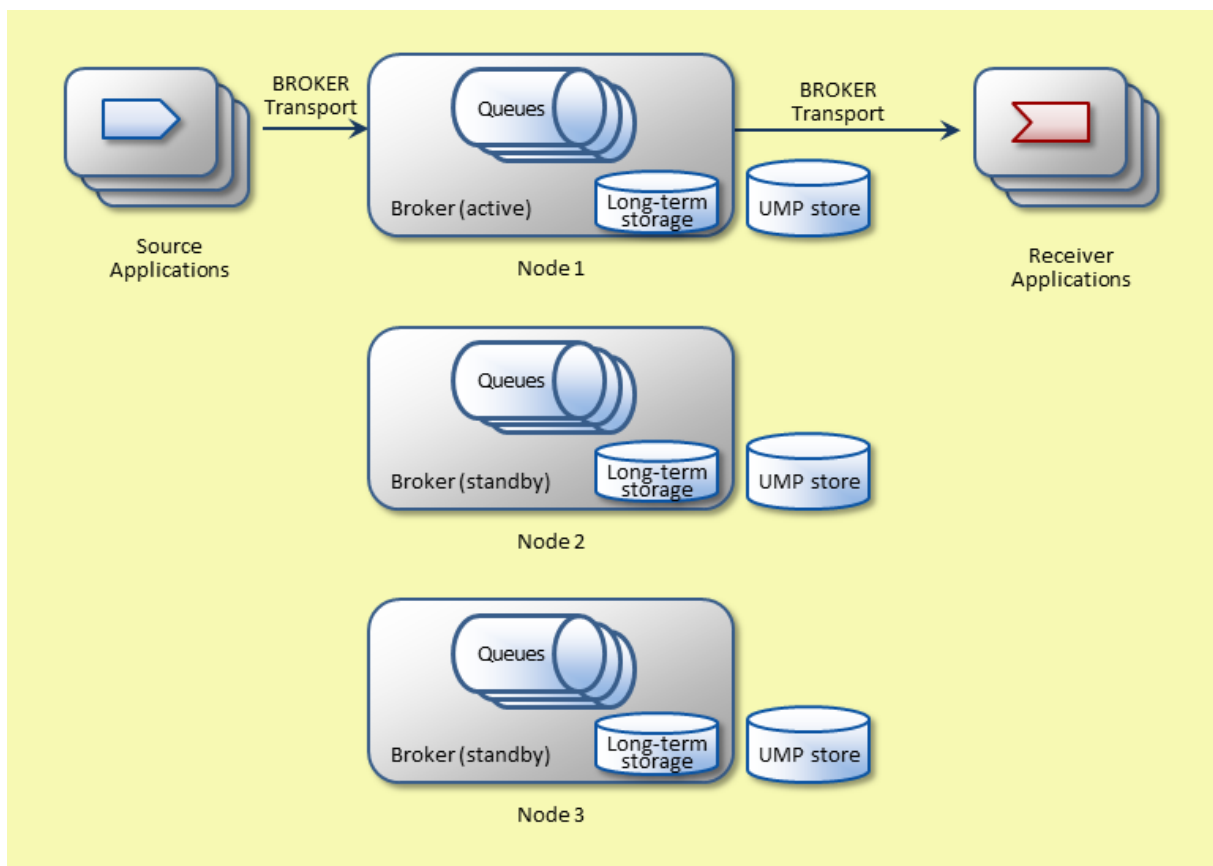 BROKER
Transport
Queues
BROKER
Transport
Broker (active)
Long-term
storage
UMP store
Source
Applications
Node 1
Receiver
Applications
Queues
Broker (standby)
Long-term
storage
UMP store
Node 2
Queues
Broker (standby)
Long-term
storage
UMP store
Node 3